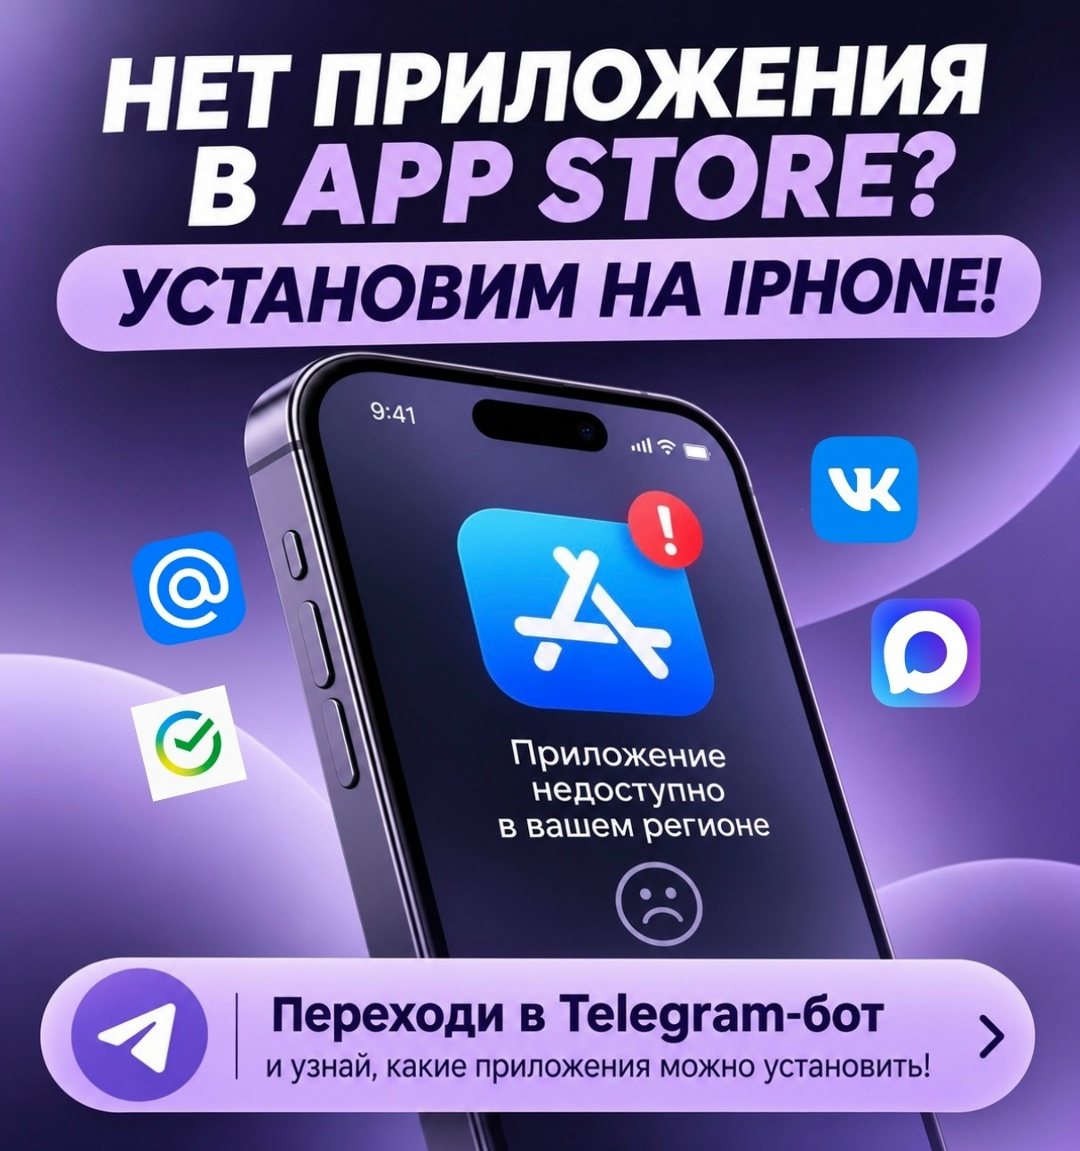 НЕТ ПРИЛОЖЕНИЯ
В APP STORE?
УСТАНОВИМ НА IPHONE!
9:41
Приложение
недоступно
в вашем регионе
Переходи в Telegram-бот
и узнай, какие приложения можно установить!